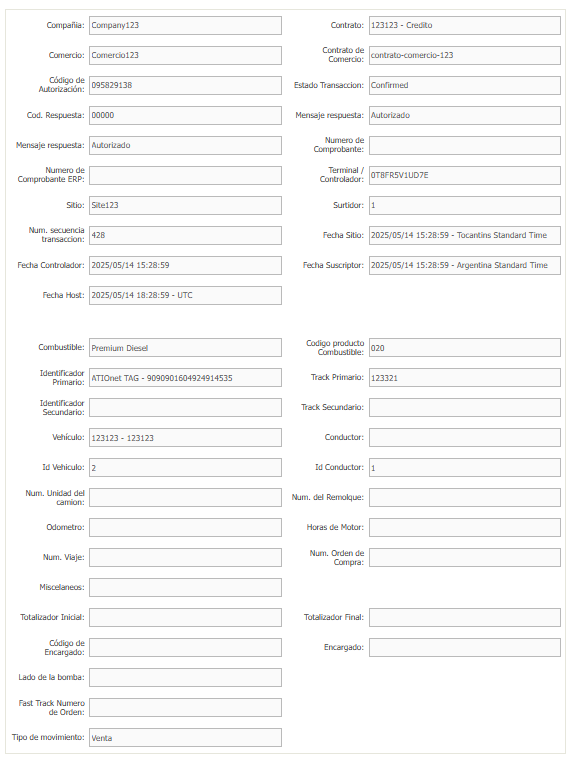 Compañia: Company123 Contrato: 123123 - Credito
Comercio: Comercio123 Contrato de
Comercio: contrato-comercio-123
Código de
Autorización: 095829138 Estado Transaccion: Confirmed
Cod. Respuesta: 00000 Mensaje respuesta: Autorizado
Mensaje respuesta: Autorizado Numero de
Comprobante:
Numero de
Comprobante ERP: Terminal /
Controlador: 0T8FR5V1UD7E
Sitio: Site123 Surtidor: 1
Num. secuencia
transaccion: 428 Fecha Sitio: 2025/05/14 15:28:59 - Tocantins Standard Time
Fecha Controlador: 2025/05/14 15:28:59 Fecha Suscriptor: 2025/05/14 15:28:59 - Argentina Standard Time
Fecha Host: 2025/05/14 18:28:59 - UTC
Combustible: Premium Diesel Codigo producto
Combustible: 020
Identificador
Primario: ATIOnet TAG - 9090901604924914535 Track Primario: 123321
Identificador
Secundario: Track Secundario:
Vehículo: 123123 - 123123 Conductor:
Id Vehiculo: 2 Id Conductor: 1
Num. Unidad del
camion: Num. del Remolque:
Odometro: Horas de Motor:
Num. Viaje: Num. Orden de
Compra:
Miscelaneos:
Totalizador Inicial: Totalizador Final:
Código de
Encargado: Encargado:
Lado de la bomba:
Fast Track Numero
de Orden:
Tipo de movimiento: Venta